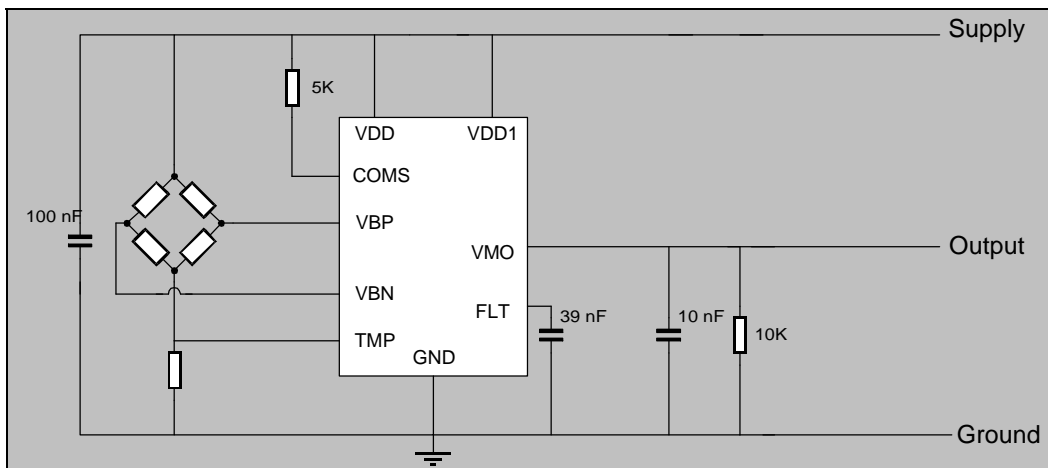 Supply
5K
VDD
VDD1
COMS
100 nF
VBP
VMO
Output
VBN
FLT
39 nF
10 nF
10K
TMP
GND
Ground